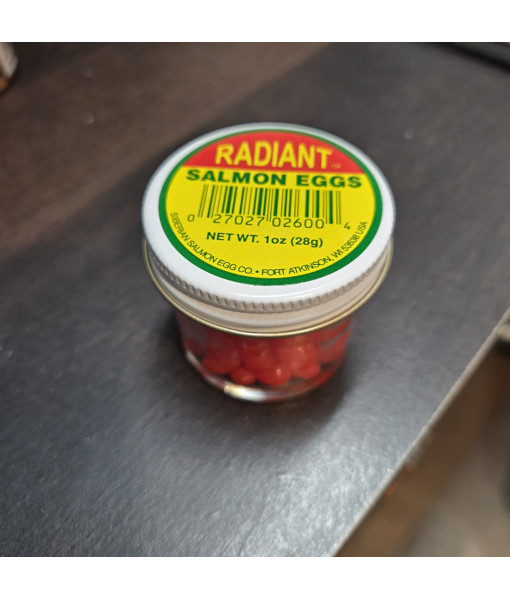 RADIANT™
SALMON EGGS
0 27027 02600 4
NET WT. 1oz (28g)
SIBERIAN SALMON EGG CO. • FORT ATKINSON, WI 53538 USA